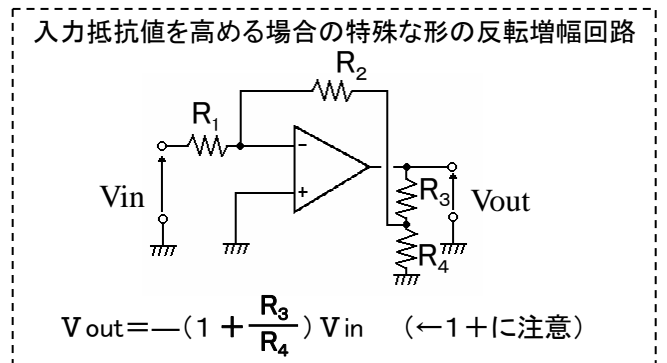 入力抵抗値を高める場合の特殊な形の反転増幅回路
R2
R1
−
+
Vin
R3
Vout
R4
Vout=—(1+R3/R4)Vin (←1+に注意)